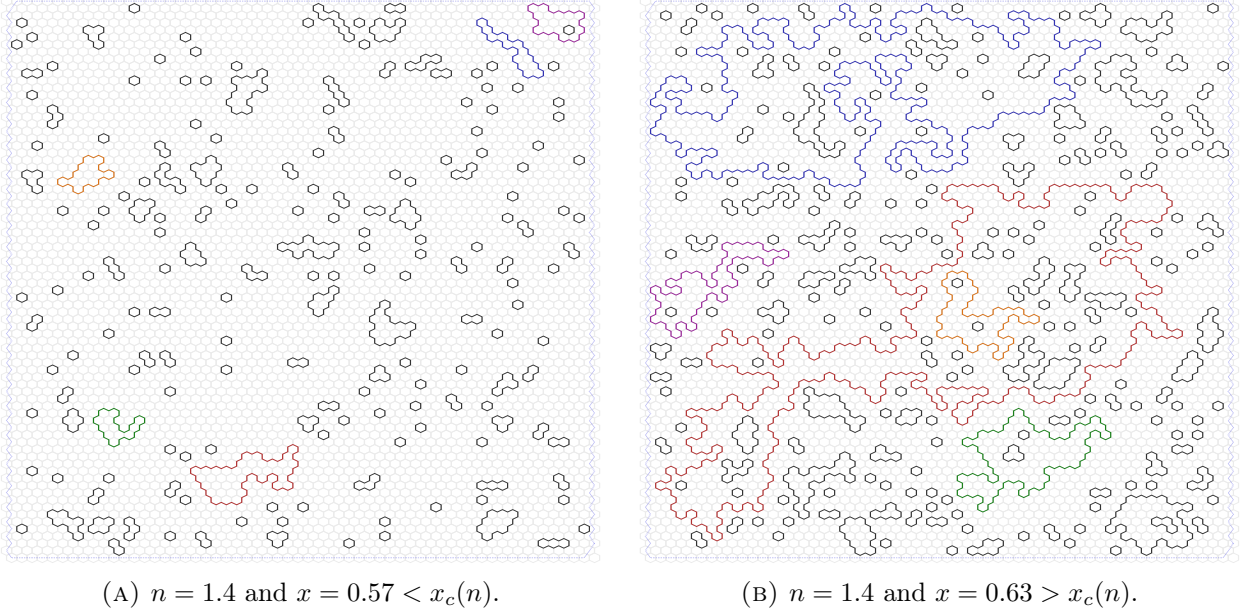 (A) n = 1.4 and x = 0.57 < x_c(n).
(B) n = 1.4 and x = 0.63 > x_c(n).